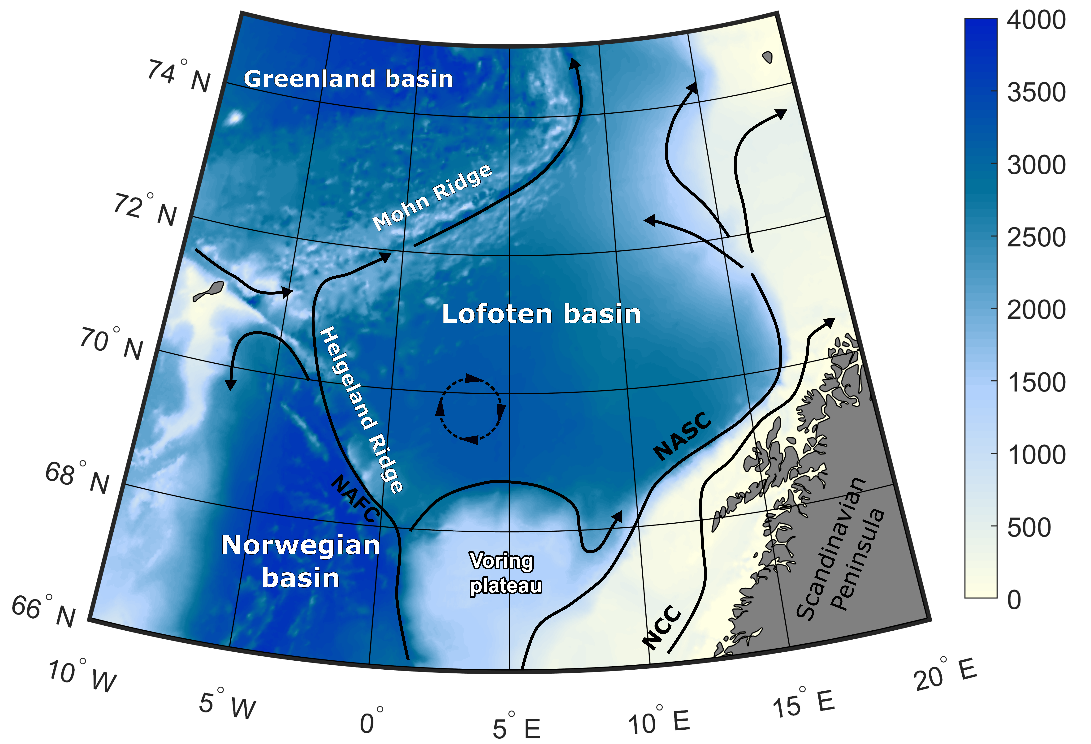 4000
74° N
Greenland basin
3500
Mohn Ridge
3000
72° N
2500
Lofoten basin
70° N
2000
Helgeland Ridge
1500
NASC
68° N
NAFC
1000
Norwegian
basin
Voring
plateau
Scandinavian
Peninsula
500
66° N
NCC
0
10° W
5° W
0°
5° E
10° E
15° E
20° E